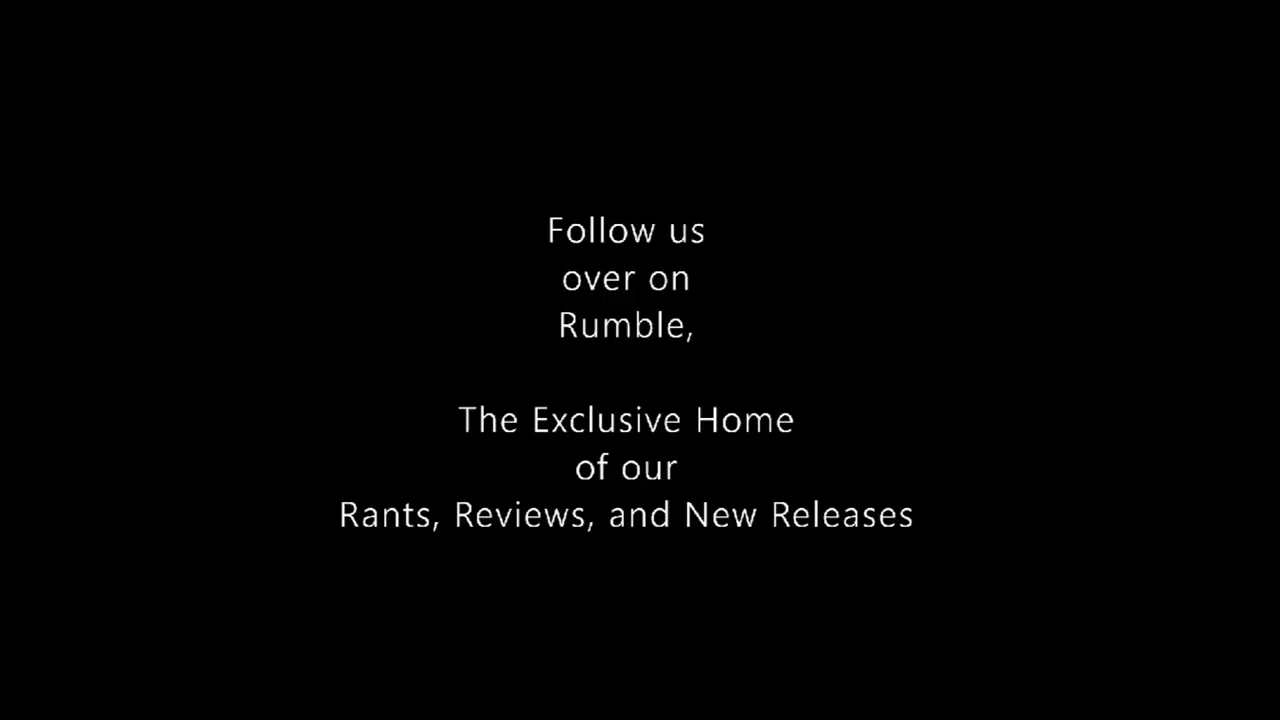 Follow us
over on
Rumble,
The Exclusive Home
of our
Rants, Reviews, and New Releases